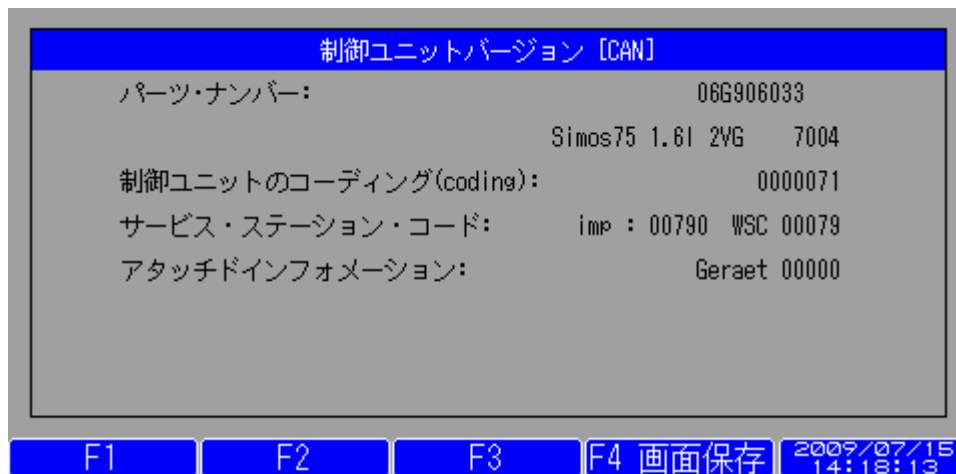 制御ユニットバージョン [CAN]
パーツ・ナンバー: 06G906033
Simos75 1.6l 2VG 7004
制御ユニットのコーディング(coding): 0000071
サービス・ステーション・コード: imp : 00790 WSC 00079
アタッチドインフォメーション: Geraet 00000
F1 F2 F3 F4 画面保存 2009/07/15
14:18:13